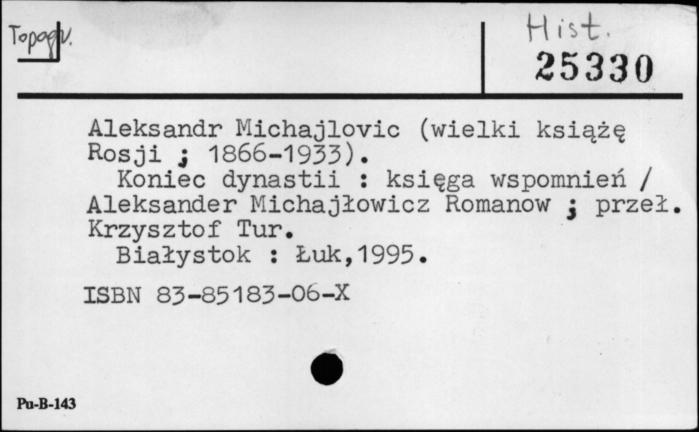 Topogr.
Hist.
25330
Aleksandr Michajlovic (wielki książę
Rosji ; 1866-1933).
Koniec dynastii : księga wspomnień /
Aleksander Michajłowicz Romanow ; przeł.
Krzysztof Tur.
Białystok : Łuk,1995.
ISBN 83-85183-06-X
Pu-B-143